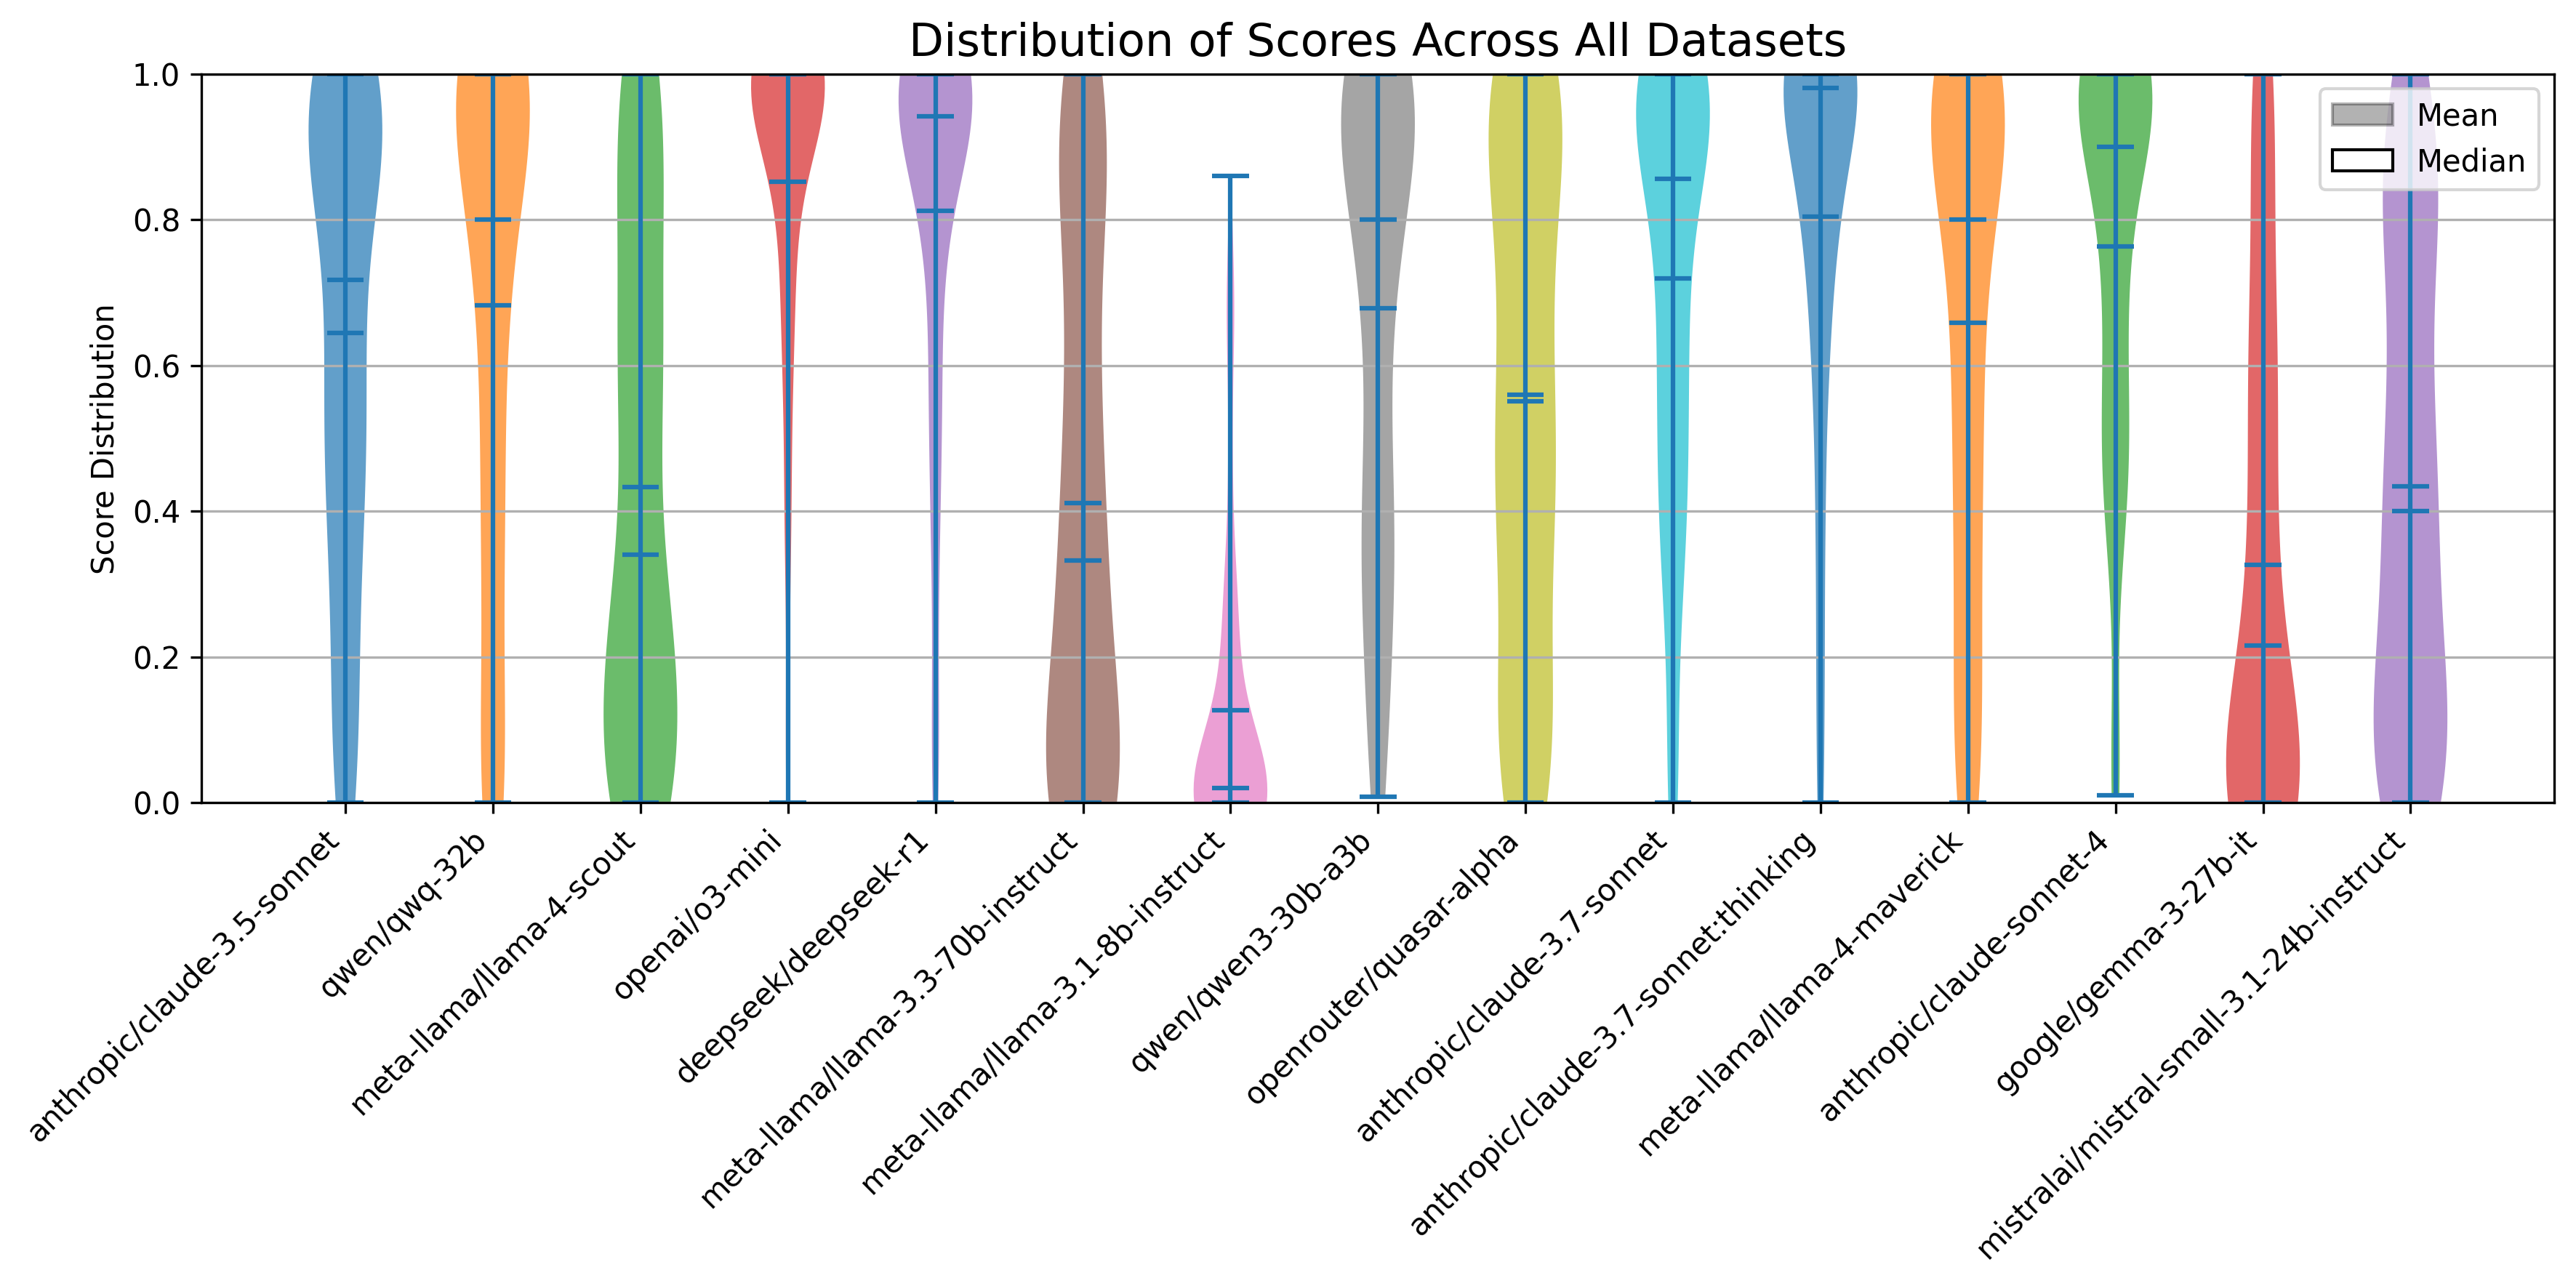 Distribution of Scores Across All Datasets
Score Distribution
1.0
0.8
0.6
0.4
0.2
0.0
Mean
Median
anthropic/claude-3.5-sonnet
qwen/qwq-32b
meta-llama/llama-4-scout
openai/o3-mini
deepseek/deepseek-r1
meta-llama/llama-3.3-70b-instruct
meta-llama/llama-3.1-8b-instruct
qwen/qwen3-30b-a3b
openrouter/quasar-alpha
anthropic/claude-3.7-sonnet
anthropic/claude-3.7-sonnet:thinking
meta-llama/llama-4-maverick
anthropic/claude-sonnet-4
google/gemma-3-27b-it
mistralai/mistral-small-3.1-24b-instruct